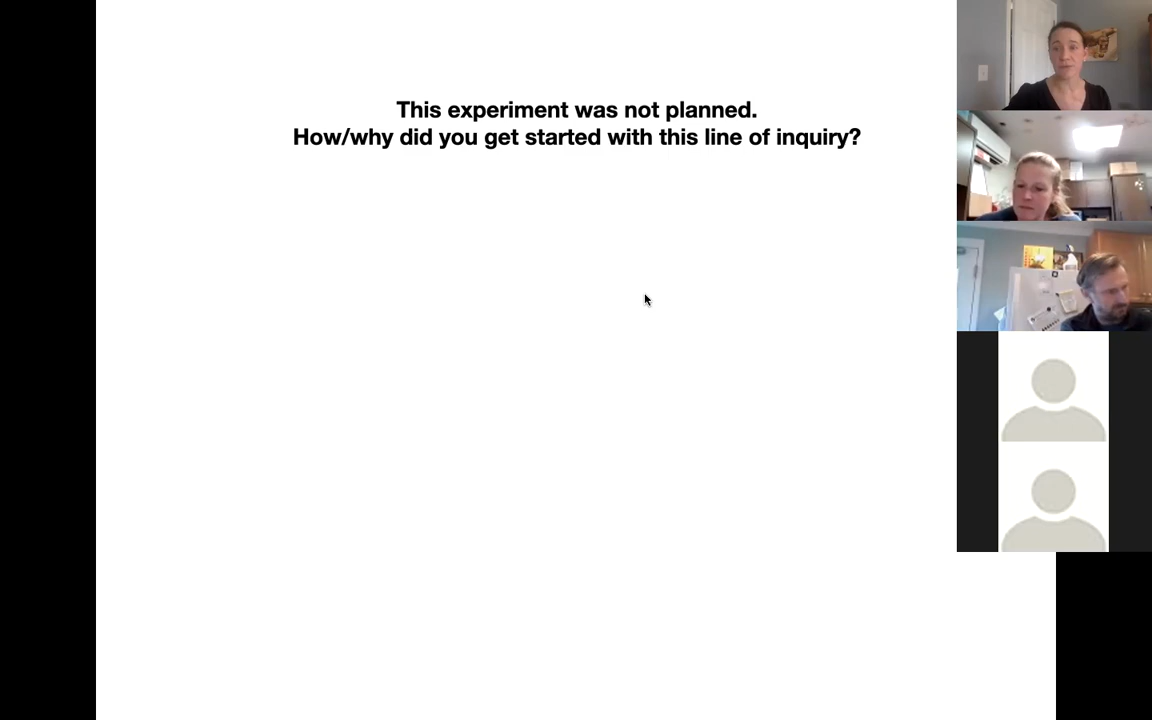 This experiment was not planned.
How/why did you get started with this line of inquiry?